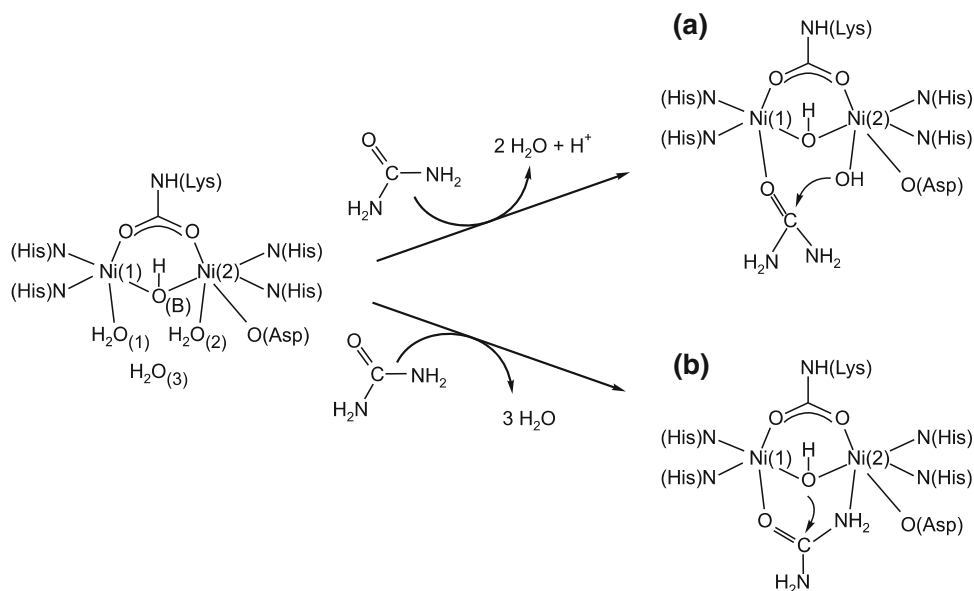 (a)
NH(Lys)
O O
(His)N Ni(1) H Ni(2) N(His)
(His)N O N(His)
OH O(Asp)
O
C
H₂N NH₂
O
C NH₂
H₂N
2 H₂O + H⁺
NH(Lys)
O O
(His)N Ni(1) H Ni(2) N(His)
(His)N O(B) N(His)
H₂O(1) H₂O(2) O(Asp)
H₂O(3)
O
C NH₂
H₂N
3 H₂O
(b)
NH(Lys)
O O
(His)N Ni(1) H Ni(2) N(His)
(His)N O N(His)
O NH₂ O(Asp)
C
H₂N